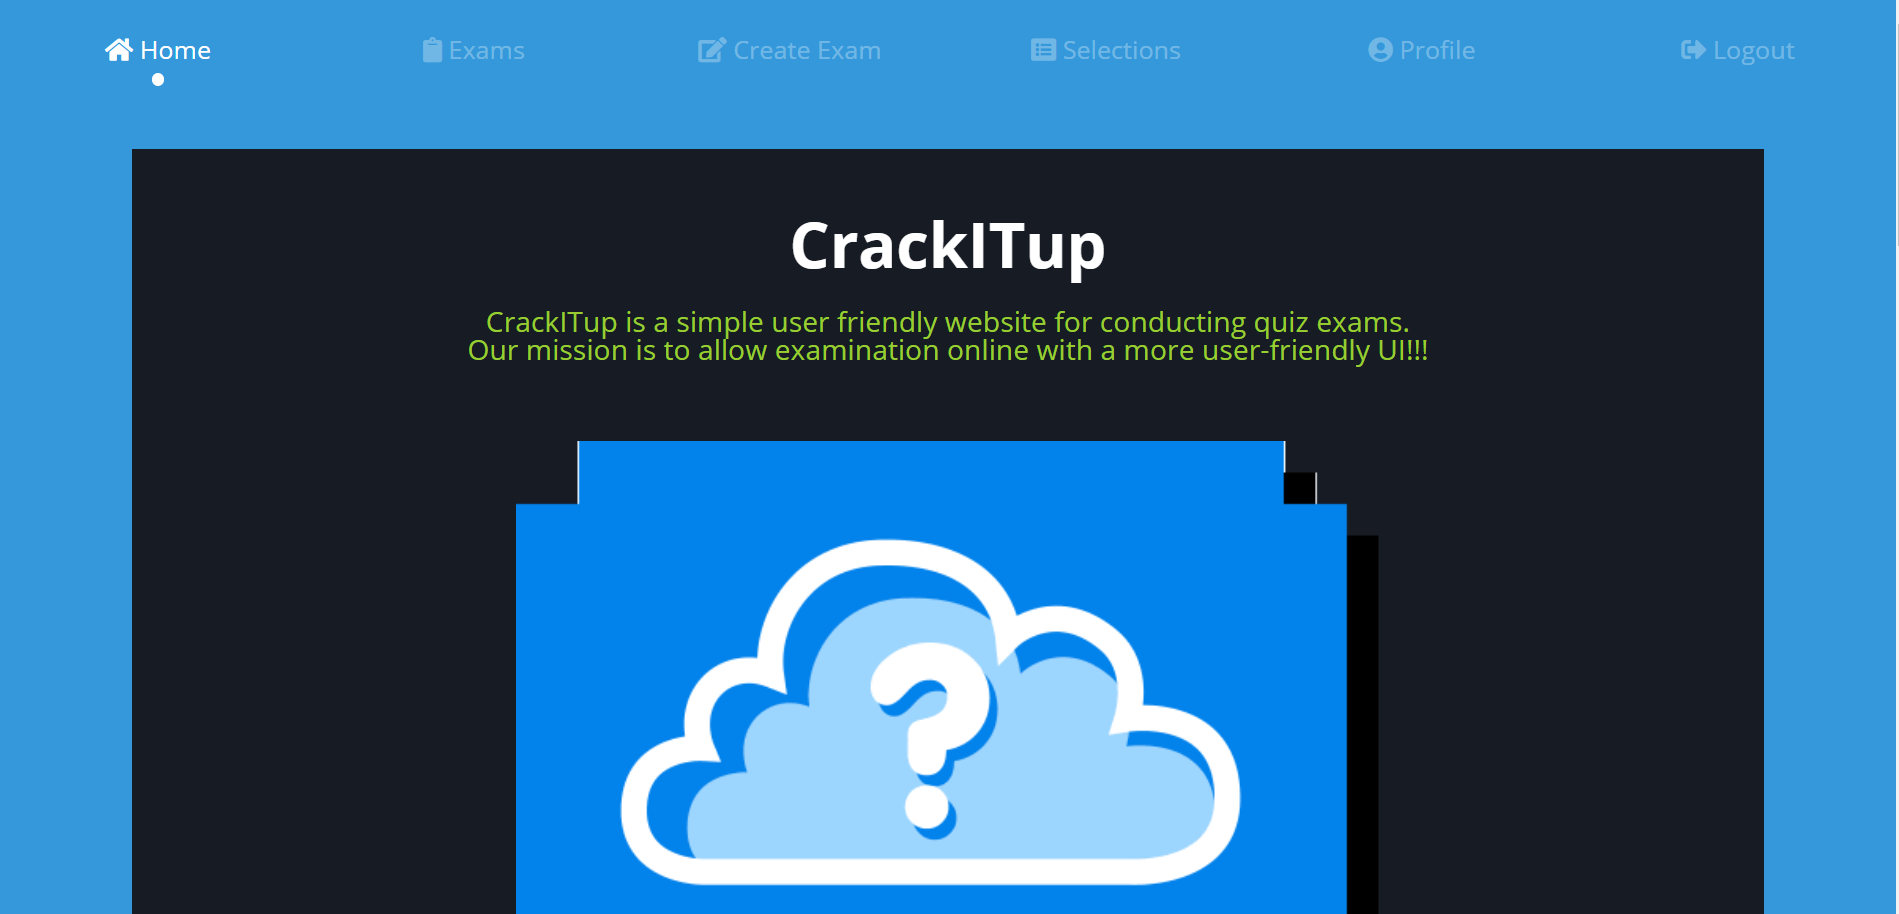 Home
Exams
Create Exam
Selections
Profile
Logout
CrackITup
CrackITup is a simple user friendly website for conducting quiz exams.
Our mission is to allow examination online with a more user-friendly UI!!!
?